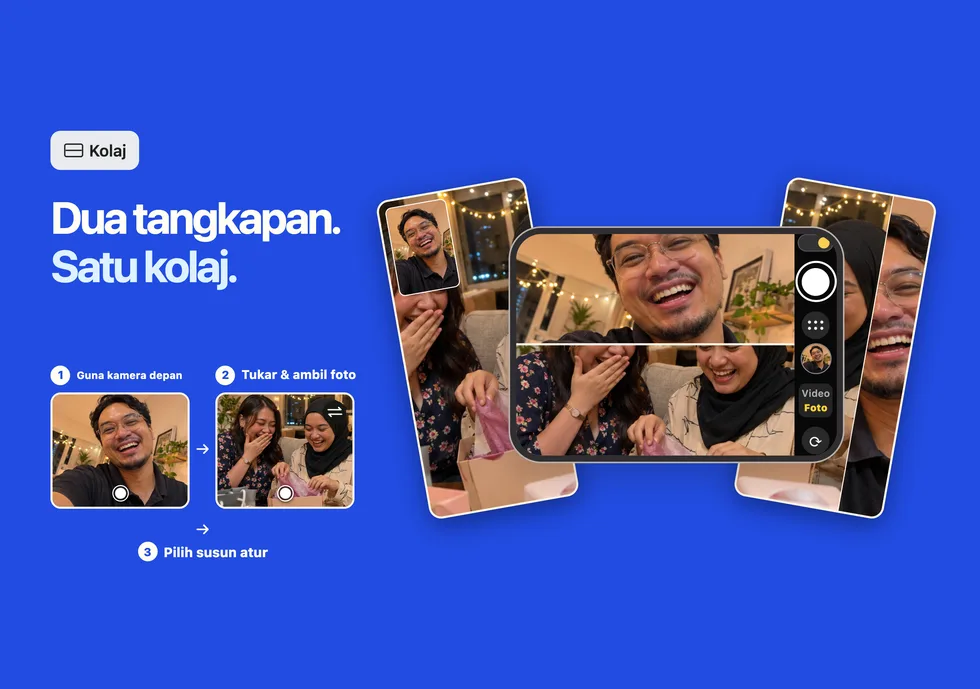 Kolaj
Dua tangkapan.
Satu kolaj.
1 Guna kamera depan
2 Tukar & ambil foto
3 Pilih susun atur
Video
Foto